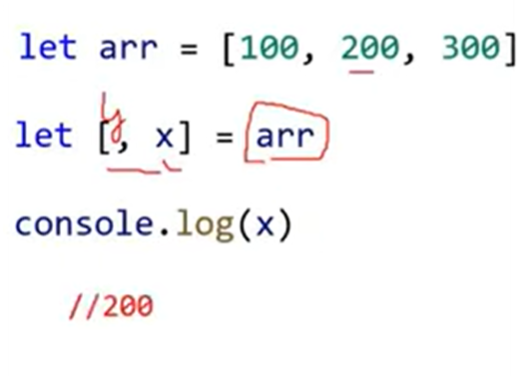 let arr = [100, 200, 300]
y
let [, x] = arr
console.log(x)
//200